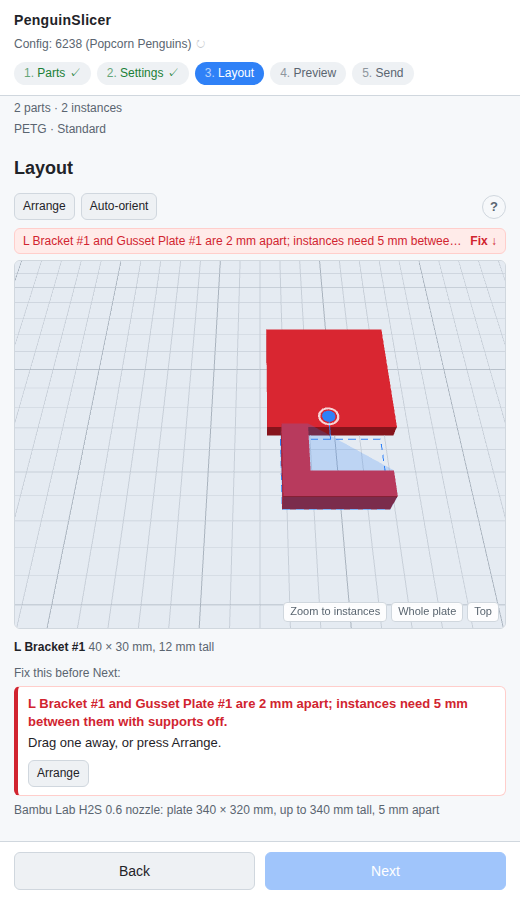 PenguinSlicer
Config: 6238 (Popcorn Penguins)
1. Parts ✓ 2. Settings ✓ 3. Layout 4. Preview 5. Send
2 parts · 2 instances
PETG · Standard
Layout
Arrange Auto-orient ?
L Bracket #1 and Gusset Plate #1 are 2 mm apart; instances need 5 mm betwee… Fix ↓
Zoom to instances Whole plate Top
L Bracket #1 40 × 30 mm, 12 mm tall
Fix this before Next:
L Bracket #1 and Gusset Plate #1 are 2 mm apart; instances need 5 mm
between them with supports off.
Drag one away, or press Arrange.
Arrange
Bambu Lab H2S 0.6 nozzle: plate 340 × 320 mm, up to 340 mm tall, 5 mm apart
Back Next